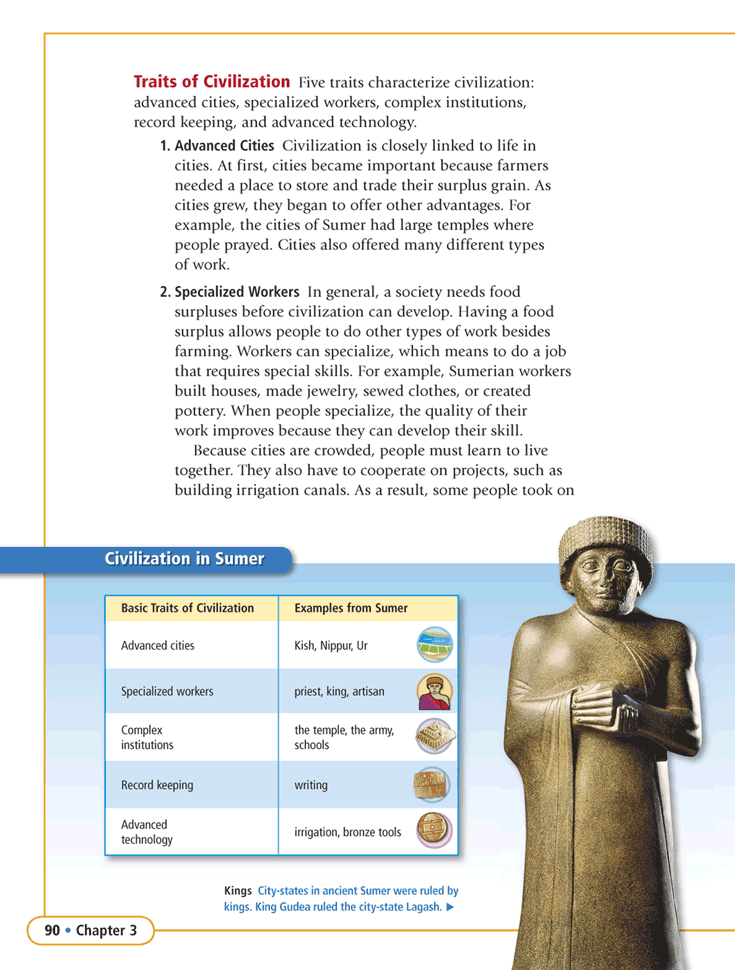 Traits of Civilization Five traits characterize civilization:
advanced cities, specialized workers, complex institutions,
record keeping, and advanced technology.
1. Advanced Cities Civilization is closely linked to life in
cities. At first, cities became important because farmers
needed a place to store and trade their surplus grain. As
cities grew, they began to offer other advantages. For
example, the cities of Sumer had large temples where
people prayed. Cities also offered many different types
of work.
2. Specialized Workers In general, a society needs food
surpluses before civilization can develop. Having a food
surplus allows people to do other types of work besides
farming. Workers can specialize, which means to do a job
that requires special skills. For example, Sumerian workers
built houses, made jewelry, sewed clothes, or created
pottery. When people specialize, the quality of their
work improves because they can develop their skill.
Because cities are crowded, people must learn to live
together. They also have to cooperate on projects, such as
building irrigation canals. As a result, some people took on
Civilization in Sumer
Basic Traits of Civilization Examples from Sumer
Advanced cities Kish, Nippur, Ur
Specialized workers priest, king, artisan
Complex institutions the temple, the army, schools
Record keeping writing
Advanced technology irrigation, bronze tools
Kings City-states in ancient Sumer were ruled by
kings. King Gudea ruled the city-state Lagash. ▶
90 • Chapter 3